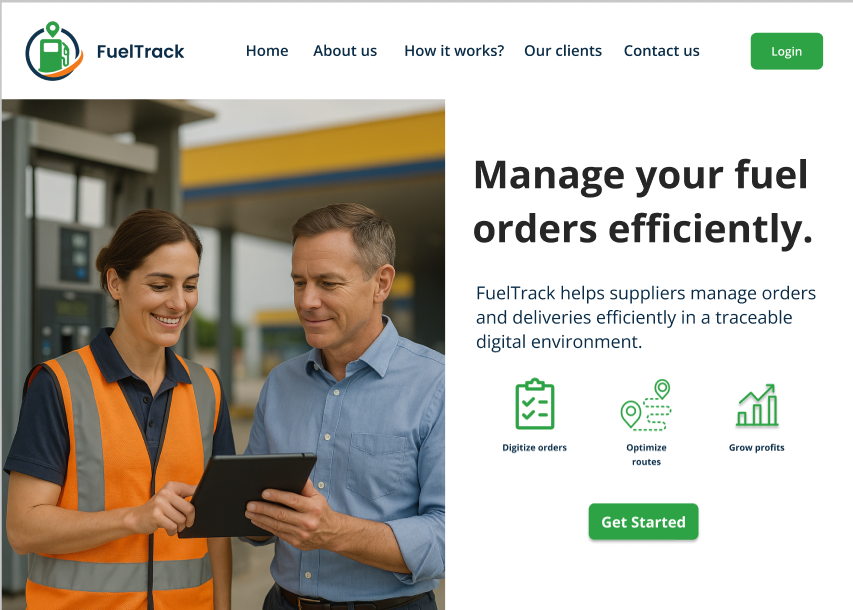 FuelTrack
Home
About us
How it works?
Our clients
Contact us
Login
Manage your fuel
orders efficiently.
FuelTrack helps suppliers manage orders
and deliveries efficiently in a traceable
digital environment.
Digitize orders
Optimize
routes
Grow profits
Get Started